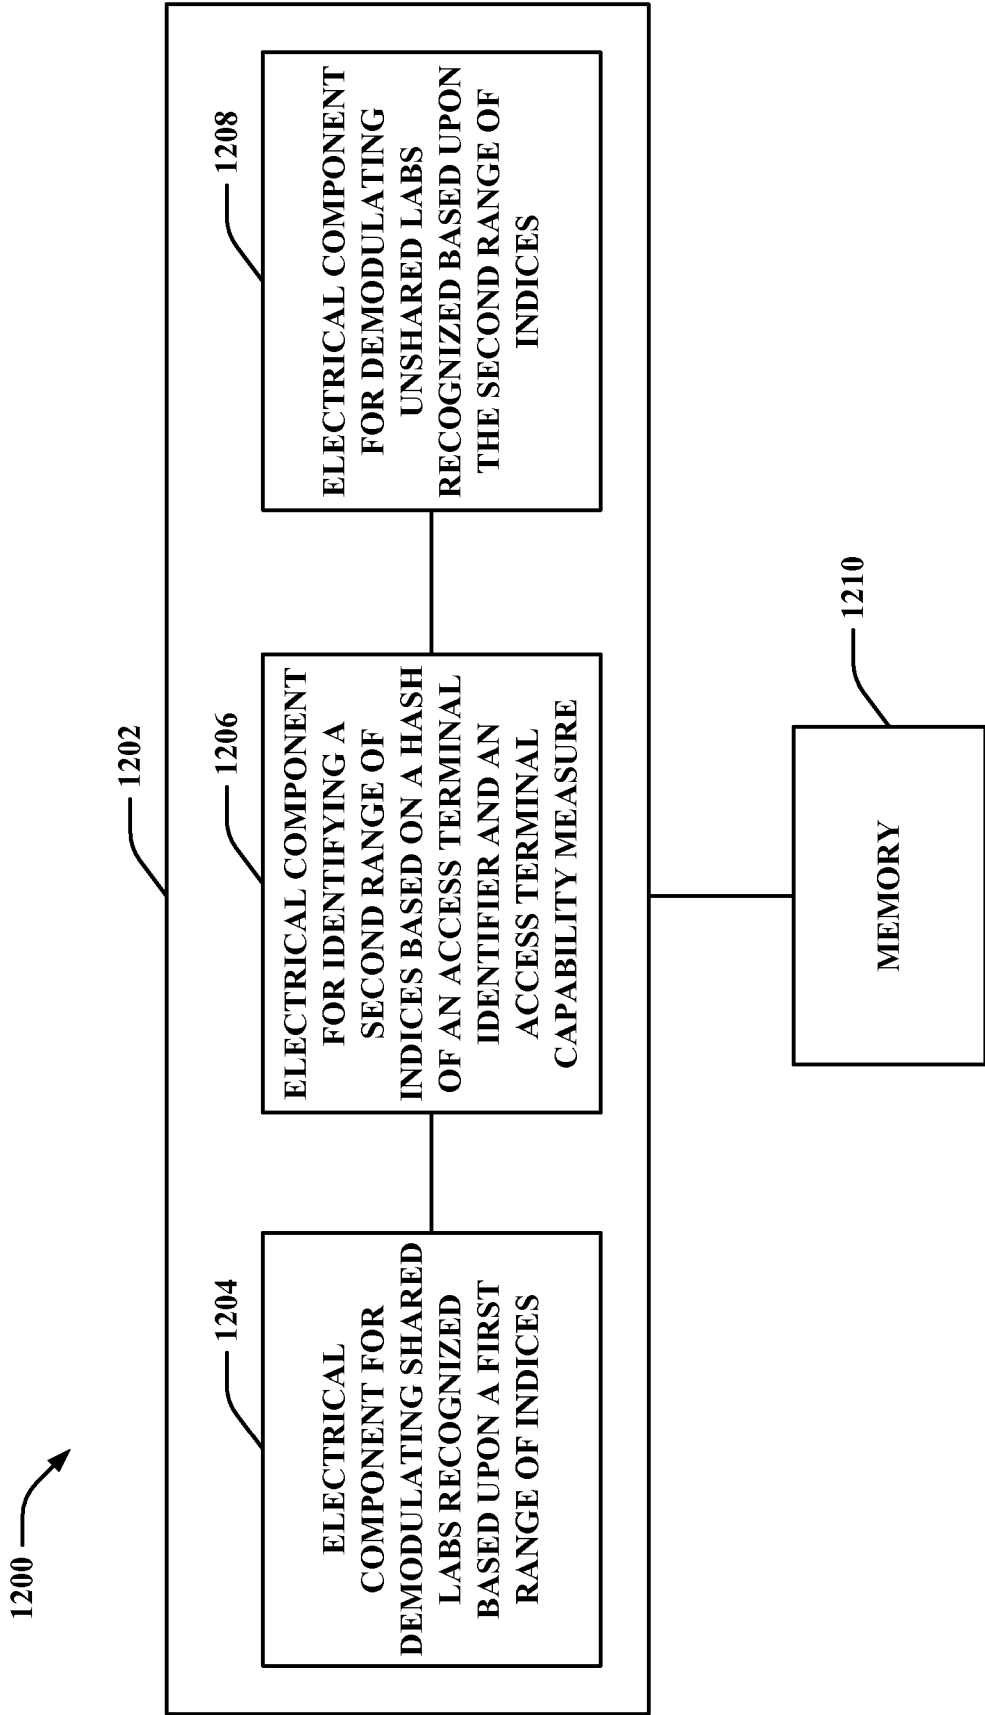 1200
1202
1204
ELECTRICAL
COMPONENT FOR
DEMODULATING SHARED
LABS RECOGNIZED
BASED UPON A FIRST
RANGE OF INDICES
1206
ELECTRICAL COMPONENT
FOR IDENTIFYING A
SECOND RANGE OF
INDICES BASED ON A HASH
OF AN ACCESS TERMINAL
IDENTIFIER AND AN
ACCESS TERMINAL
CAPABILITY MEASURE
1208
ELECTRICAL COMPONENT
FOR DEMODULATING
UNSHARED LABS
RECOGNIZED BASED UPON
THE SECOND RANGE OF
INDICES
1210
MEMORY